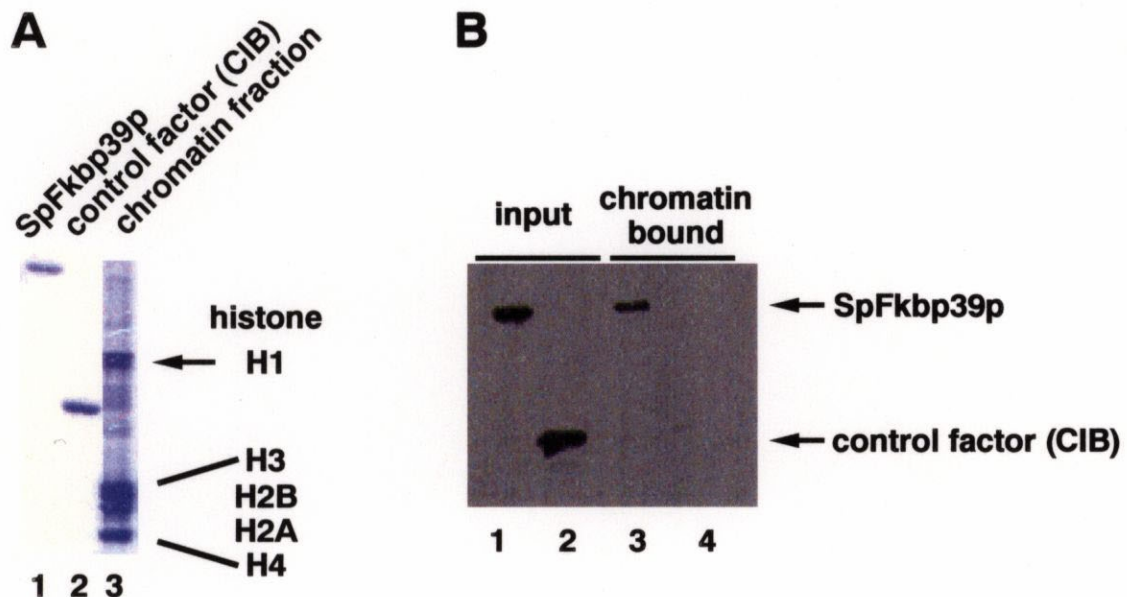 A
SpFkbp39p
control factor (CIB)
chromatin fraction
histone
H1
H3
H2B
H2A
H4
1 2 3
B
input
chromatin
bound
SpFkbp39p
control factor (CIB)
1 2 3 4